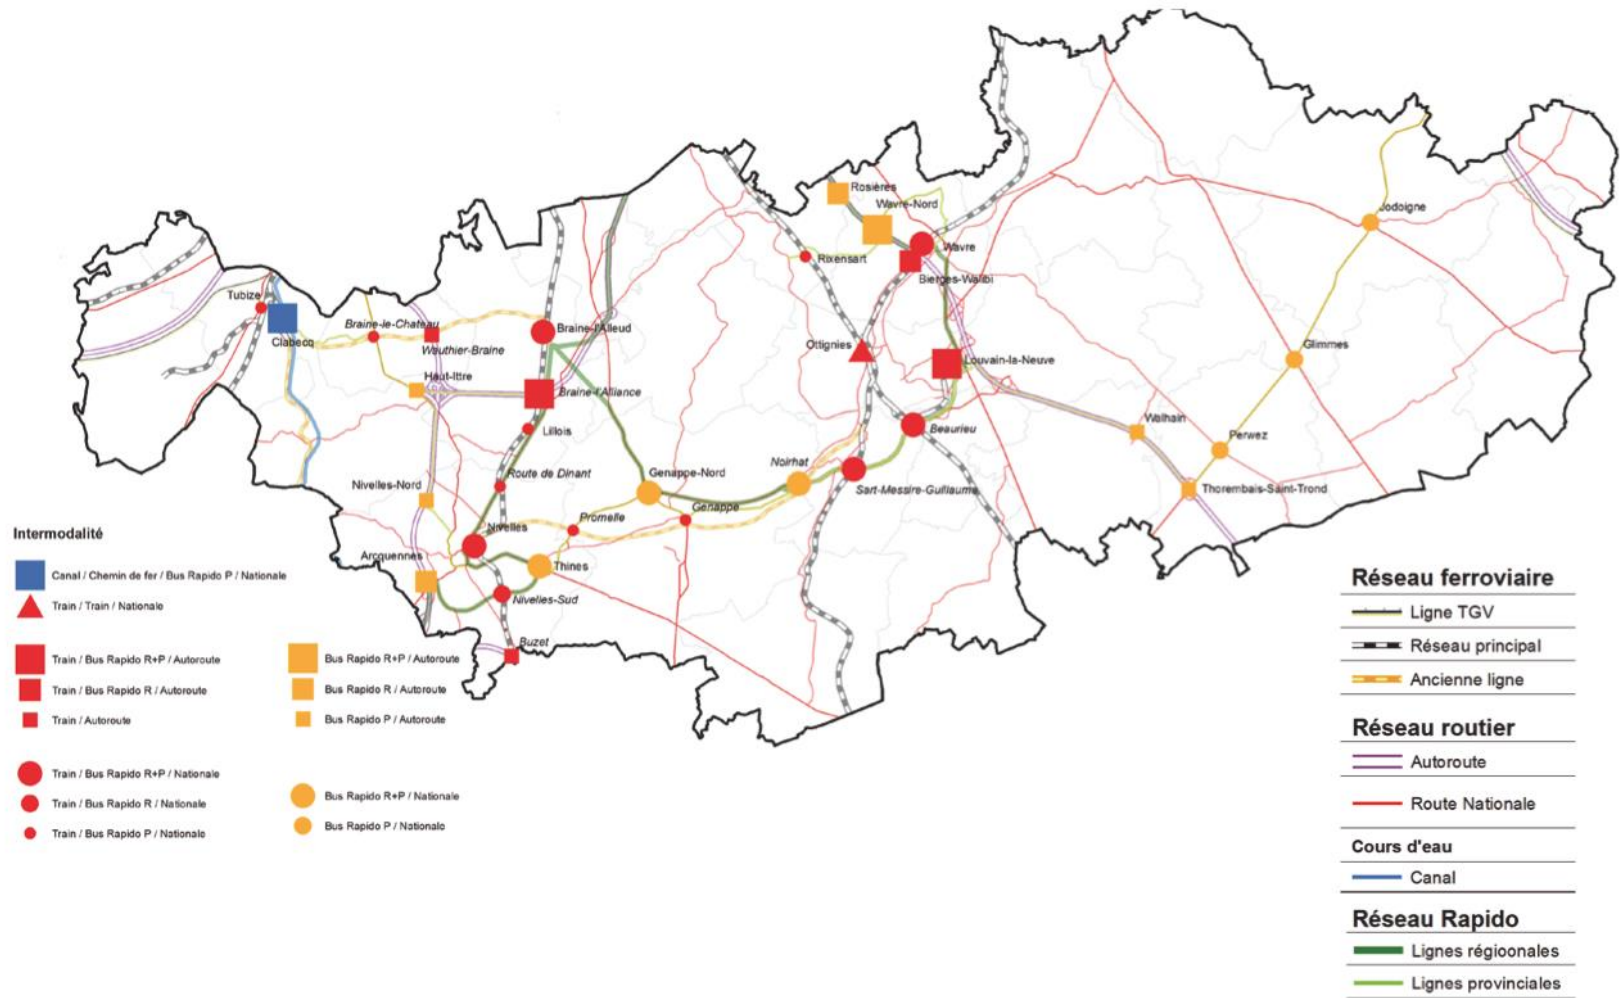 Rosières
Wavre-Nord
Jodoigne
Wavre
Rixensart
Bierges-Walibi
Tubize
Clabecq
Braine-le-Chateau
Wauthier-Braine
Braine-l'Alleud
Ottignies
Louvain-la-Neuve
Glimmes
Haut-Ittre
Braine-l'Alliance
Lillois
Beaurieu
Walhain
Perwez
Route de Dinant
Genappe-Nord
Noirhat
Sart-Messire-Guillaume
Thorembais-Saint-Trond
Nivelles-Nord
Promelle
Genappe
Nivelles
Arcquennes
Thines
Nivelles-Sud
Buzet
Intermodalité
Canal / Chemin de fer / Bus Rapido P / Nationale
Train / Train / Nationale
Train / Bus Rapido R+P / Autoroute
Train / Bus Rapido R / Autoroute
Train / Autoroute
Train / Bus Rapido R+P / Nationale
Train / Bus Rapido R / Nationale
Train / Bus Rapido P / Nationale
Bus Rapido R+P / Autoroute
Bus Rapido R / Autoroute
Bus Rapido P / Autoroute
Bus Rapido R+P / Nationale
Bus Rapido P / Nationale
Réseau ferroviaire
Ligne TGV
Réseau principal
Ancienne ligne
Réseau routier
Autoroute
Route Nationale
Cours d'eau
Canal
Réseau Rapido
Lignes régioonales
Lignes provinciales